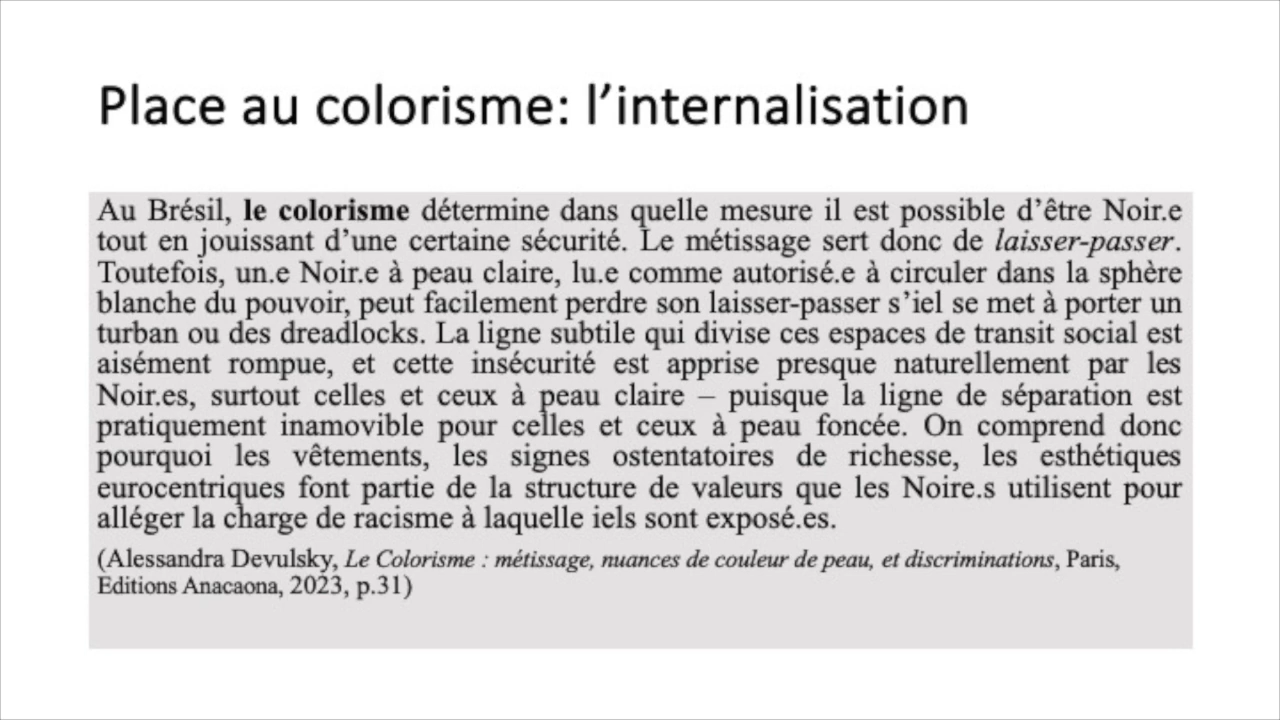 Place au colorisme: l’internalisation
Au Brésil, le colorisme détermine dans quelle mesure il est possible d’être Noir.e
tout en jouissant d’une certaine sécurité. Le métissage sert donc de laisser-passer.
Toutefois, un.e Noir.e à peau claire, lu.e comme autorisé.e à circuler dans la sphère
blanche du pouvoir, peut facilement perdre son laisser-passer s’iel se met à porter un
turban ou des dreadlocks. La ligne subtile qui divise ces espaces de transit social est
aisément rompue, et cette insécurité est apprise presque naturellement par les
Noir.es, surtout celles et ceux à peau claire – puisque la ligne de séparation est
pratiquement inamovible pour celles et ceux à peau foncée. On comprend donc
pourquoi les vêtements, les signes ostentatoires de richesse, les esthétiques
eurocentriques font partie de la structure de valeurs que les Noire.s utilisent pour
alléger la charge de racisme à laquelle iels sont exposé.es.
(Alessandra Devulsky, Le Colorisme : métissage, nuances de couleur de peau, et discriminations, Paris,
Editions Anacaona, 2023, p.31)